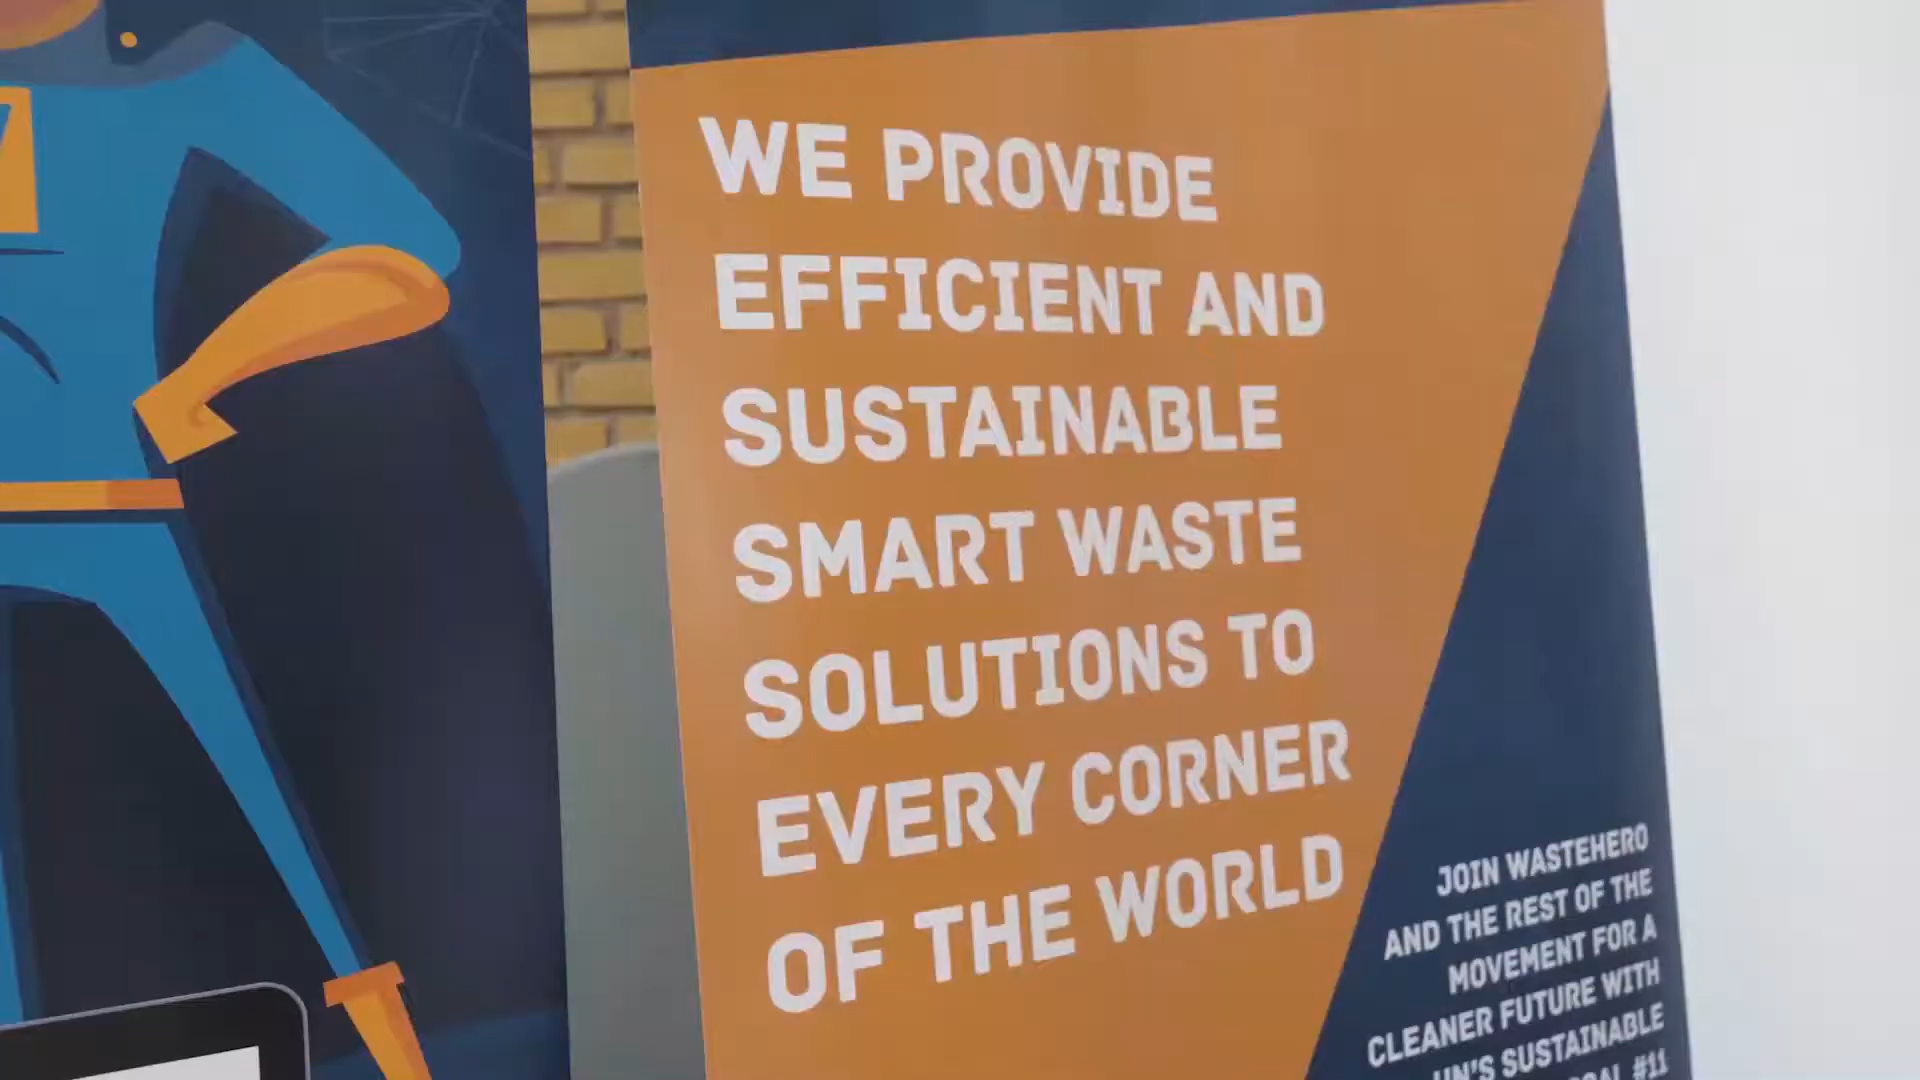 WE PROVIDE
EFFICIENT AND
SUSTAINABLE
SMART WASTE
SOLUTIONS TO
EVERY CORNER
OF THE WORLD
JOIN WASTEHERO
AND THE REST OF THE
MOVEMENT FOR A
CLEANER FUTURE WITH
UN'S SUSTAINABLE
#11